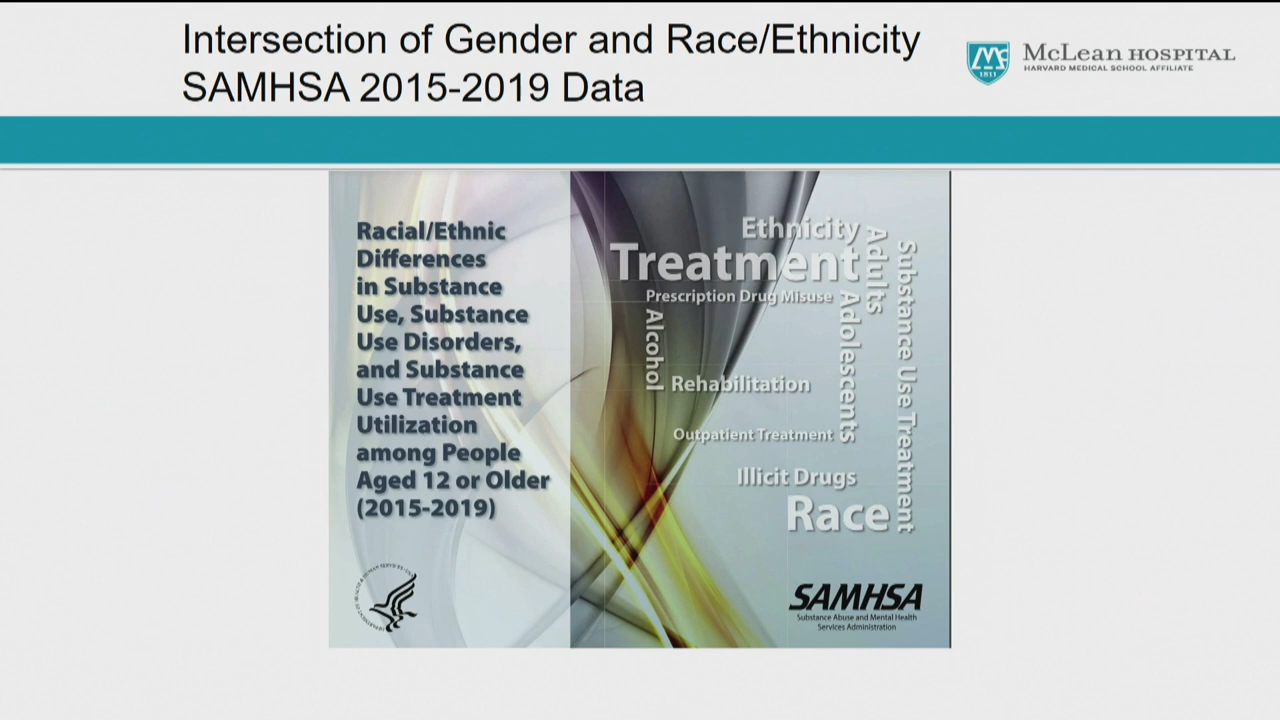 Intersection of Gender and Race/Ethnicity
SAMHSA 2015-2019 Data
McLean HOSPITAL
HARVARD MEDICAL SCHOOL AFFILIATE
1811
Racial/Ethnic
Differences
in Substance
Use, Substance
Use Disorders,
and Substance
Use Treatment
Utilization
among People
Aged 12 or Older
(2015-2019)
Ethnicity
Treatment
Adults
Substance Use Treatment
Prescription Drug Misuse
Alcohol
Adolescents
Rehabilitation
Outpatient Treatment
Illicit Drugs
Race
SAMHSA
Substance Abuse and Mental Health
Services Administration